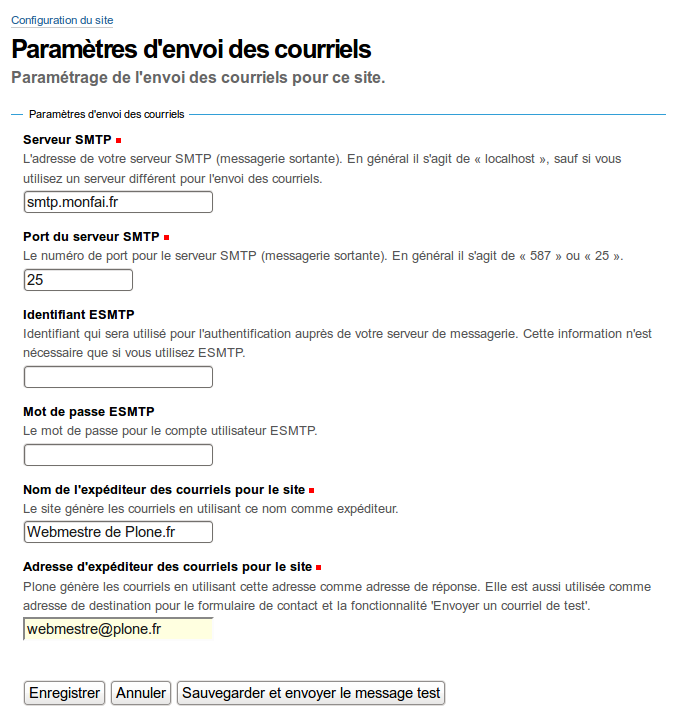 Configuration du site
Paramètres d'envoi des courriels
Paramétrage de l'envoi des courriels pour ce site.
Paramètres d'envoi des courriels
Serveur SMTP
L'adresse de votre serveur SMTP (messagerie sortante). En général il s'agit de « localhost », sauf si vous
utilisez un serveur différent pour l'envoi des courriels.
smtp.monfai.fr
Port du serveur SMTP
Le numéro de port pour le serveur SMTP (messagerie sortante). En général il s'agit de « 587 » ou « 25 ».
25
Identifiant ESMTP
Identifiant qui sera utilisé pour l'authentification auprès de votre serveur de messagerie. Cette information n'est
nécessaire que si vous utilisez ESMTP.
Mot de passe ESMTP
Le mot de passe pour le compte utilisateur ESMTP.
Nom de l'expéditeur des courriels pour le site
Le site génère les courriels en utilisant ce nom comme expéditeur.
Webmestre de Plone.fr
Adresse d'expéditeur des courriels pour le site
Plone génère les courriels en utilisant cette adresse comme adresse de réponse. Elle est aussi utilisée comme
adresse de destination pour le formulaire de contact et la fonctionnalité 'Envoyer un courriel de test'.
webmestre@plone.fr
Enregistrer Annuler Sauvegarder et envoyer le message test